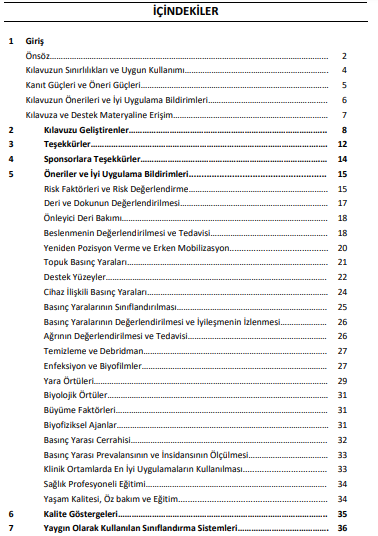 İÇİNDEKİLER
1 Giriş
Önsöz 2
Kılavuzun Sınırlılıkları ve Uygun Kullanımı 4
Kanıt Güçleri ve Öneri Güçleri 5
Kılavuzun Önerileri ve İyi Uygulama Bildirimleri 6
Kılavuza ve Destek Materyaline Erişim 7
2 Kılavuzu Geliştirenler 8
3 Teşekkürler 12
4 Sponsorlara Teşekkürler 14
5 Öneriler ve İyi Uygulama Bildirimleri 15
Risk Faktörleri ve Risk Değerlendirme 15
Deri ve Dokunun Değerlendirilmesi 17
Önleyici Deri Bakımı 18
Beslenmenin Değerlendirilmesi ve Tedavisi 18
Yeniden Pozisyon Verme ve Erken Mobilizasyon 20
Topuk Basınç Yaraları 21
Destek Yüzeyler 22
Cihaz İlişkili Basınç Yaraları 24
Basınç Yaralarının Sınıflandırılması 25
Basınç Yaralarının Değerlendirilmesi ve İyileşmenin İzlenmesi 26
Ağrının Değerlendirilmesi ve Tedavisi 26
Temizleme ve Debridman 27
Enfeksiyon ve Biyofilmler 27
Yara Örtüleri 29
Biyolojik Örtüler 31
Büyüme Faktörleri 31
Biyofiziksel Ajanlar 31
Basınç Yarası Cerrahisi 32
Basınç Yarası Prevalansının ve İnsidansının Ölçülmesi 33
Klinik Ortamlarda En İyi Uygulamaların Kullanılması 33
Sağlık Profesyoneli Eğitimi 34
Yaşam Kalitesi, Öz bakım ve Eğitim 34
6 Kalite Göstergeleri 35
7 Yaygın Olarak Kullanılan Sınıflandırma Sistemleri 36